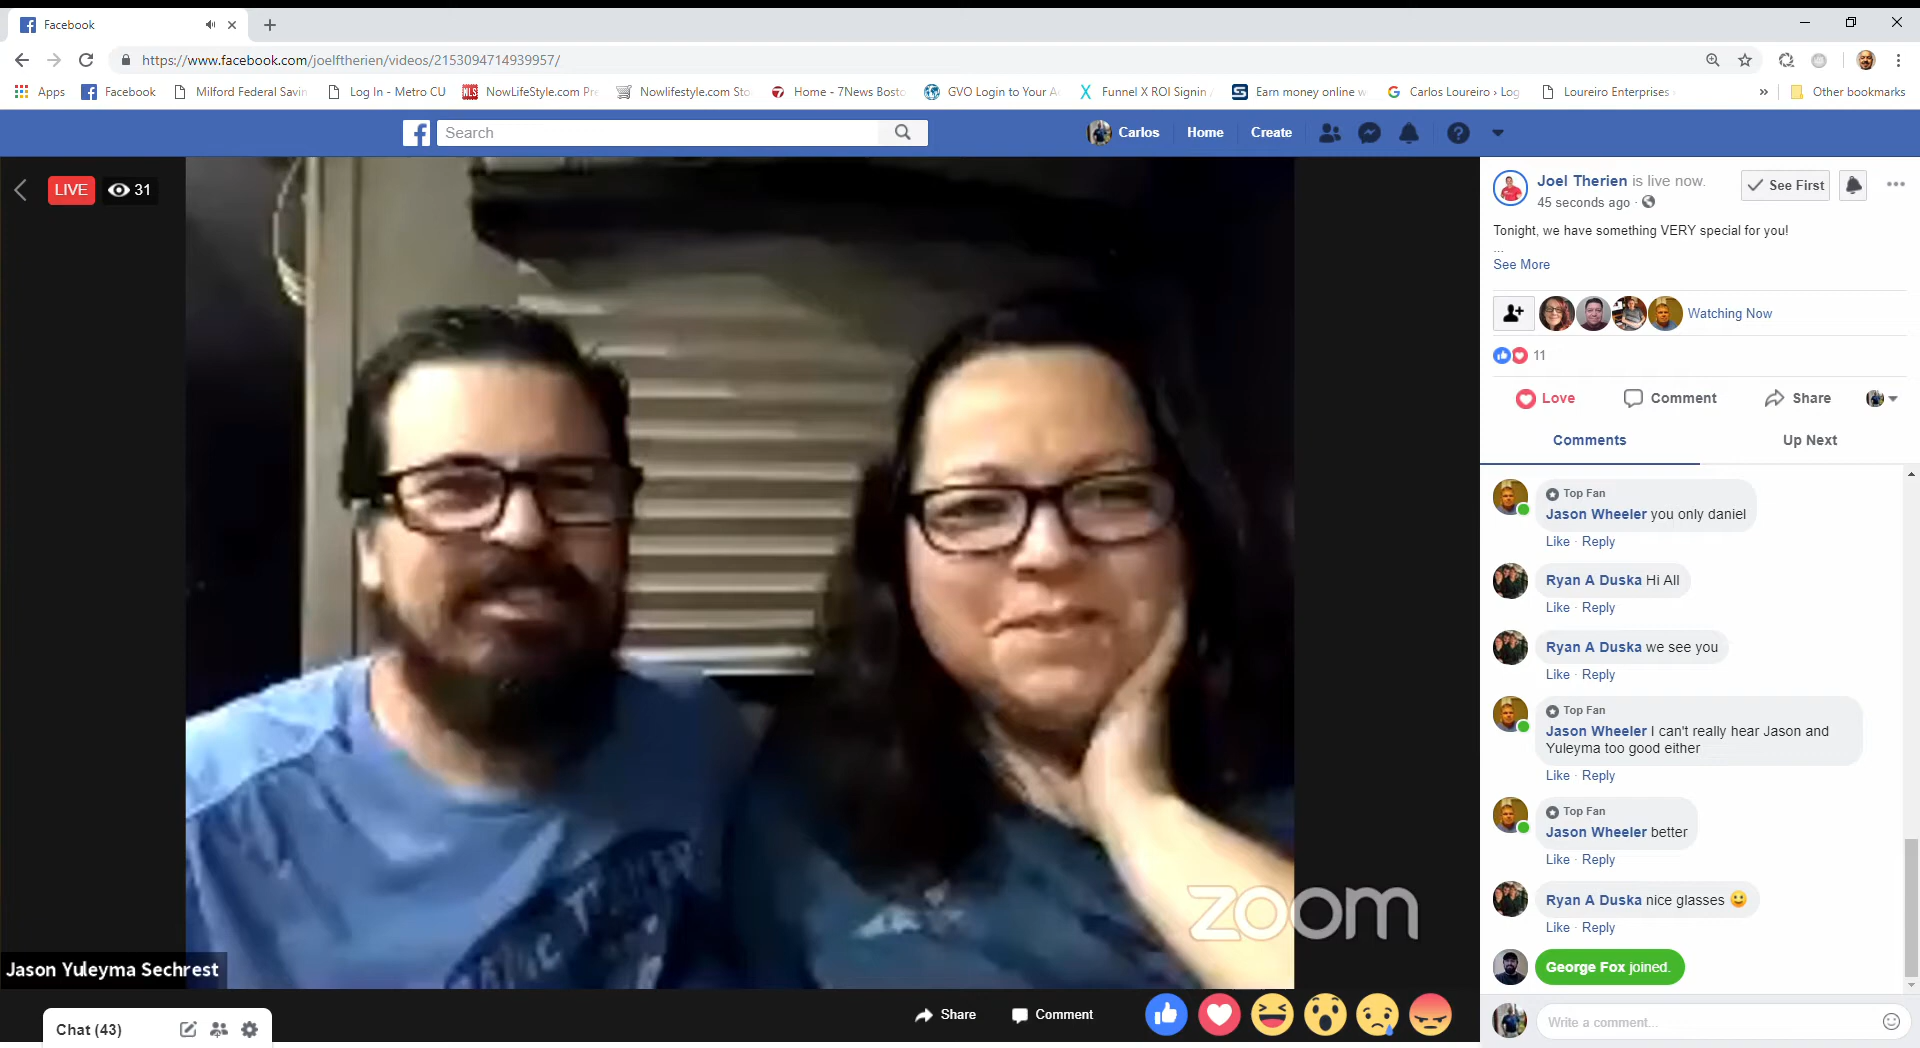 Facebook
https://www.facebook.com/joelftherien/videos/2153094714939957/
Apps Facebook Milford Federal Savin Log In - Metro CU NLS NowLifeStyle.com Pre Nowlifestyle.com Sto Home - 7News Bosto GVO Login to Your A Funnel X ROI Signin Earn money online w Carlos Loureiro › Log Loureiro Enterprises » Other bookmarks
Search
Carlos Home Create
LIVE 31
Joel Therien is live now.
See First
45 seconds ago
Tonight, we have something VERY special for you!
...
See More
Watching Now
11
Love Comment Share
Comments Up Next
Top Fan
Jason Wheeler you only daniel
Like · Reply
Ryan A Duska Hi All
Like · Reply
Ryan A Duska we see you
Like · Reply
Top Fan
Jason Wheeler I can't really hear Jason and
Yuleyma too good either
Like · Reply
Top Fan
Jason Wheeler better
Like · Reply
Ryan A Duska nice glasses
Like · Reply
George Fox joined.
Write a comment...
zoom
Jason Yuleyma Sechrest
Share Comment
Chat (43)